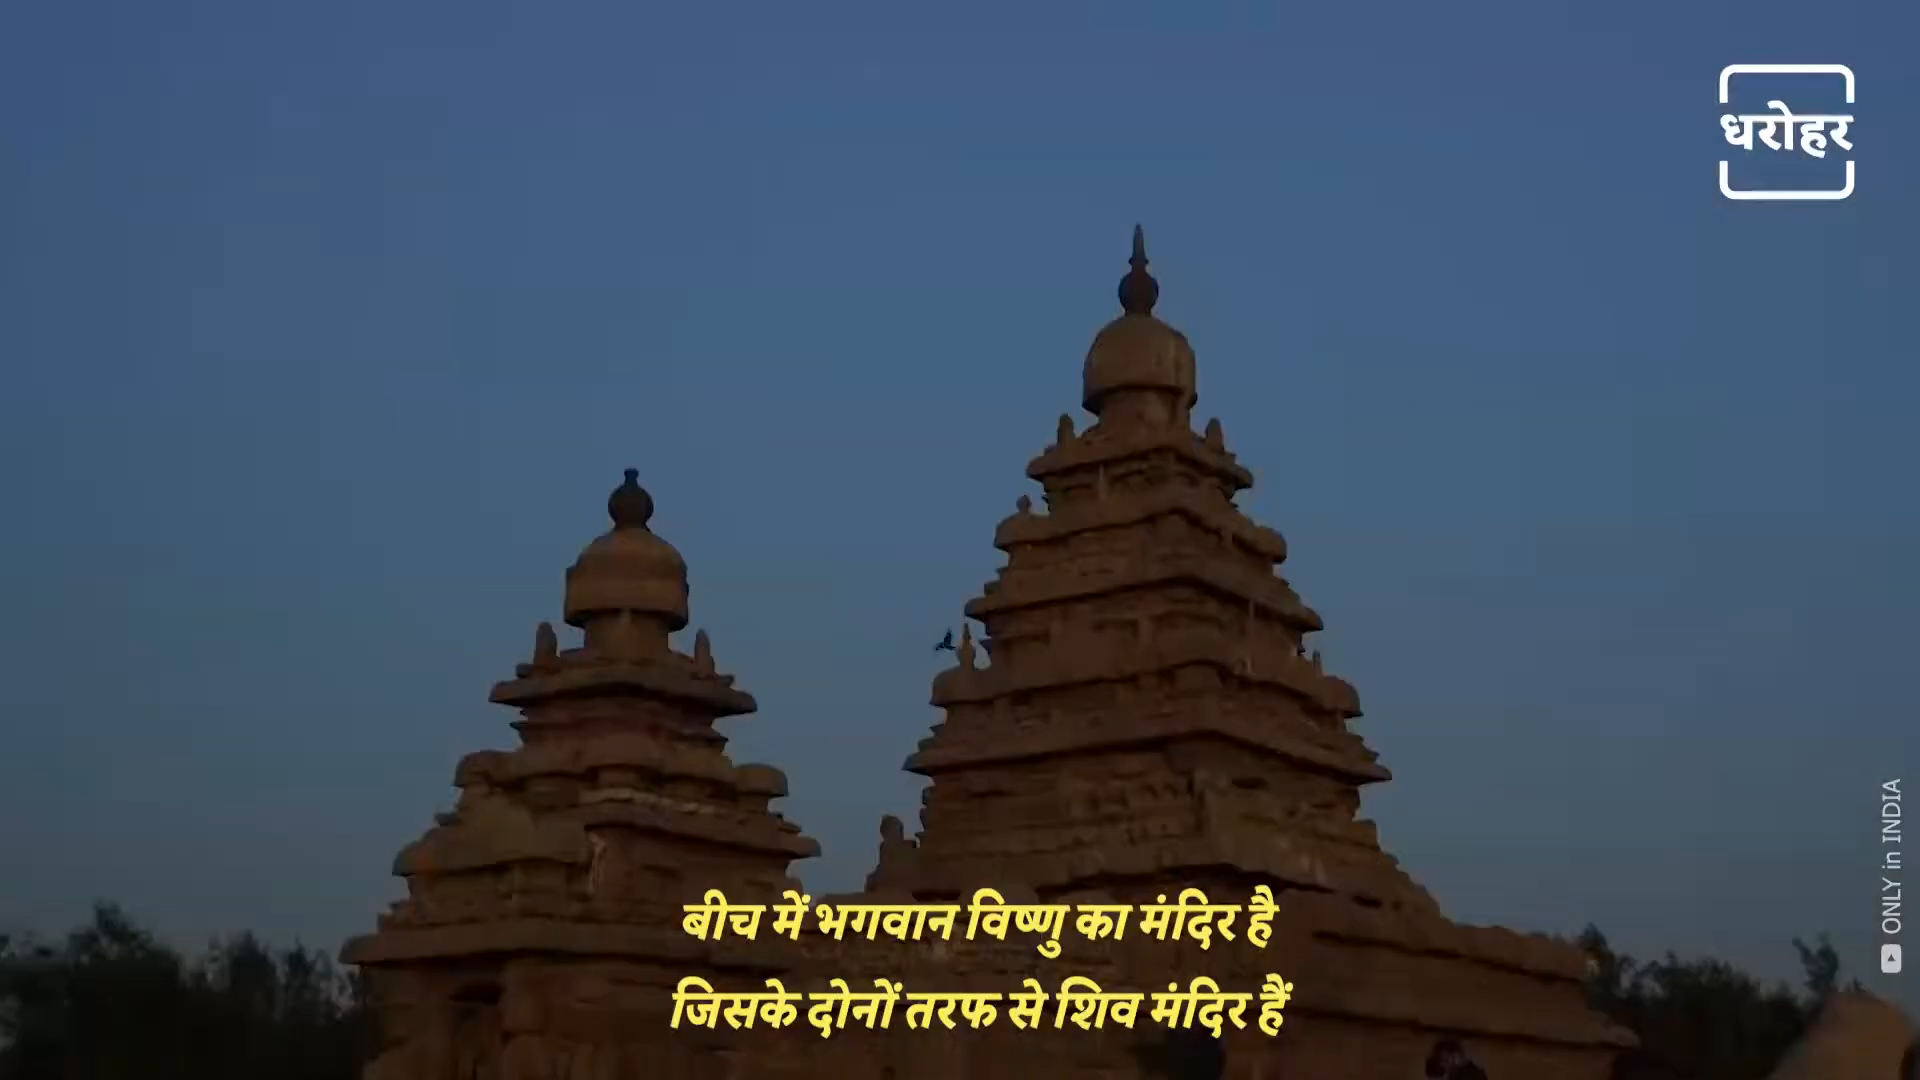 धरोहर
बीच में भगवान विष्णु का मंदिर है
जिसके दोनों तरफ से शिव मंदिर हैं
ONLY in INDIA